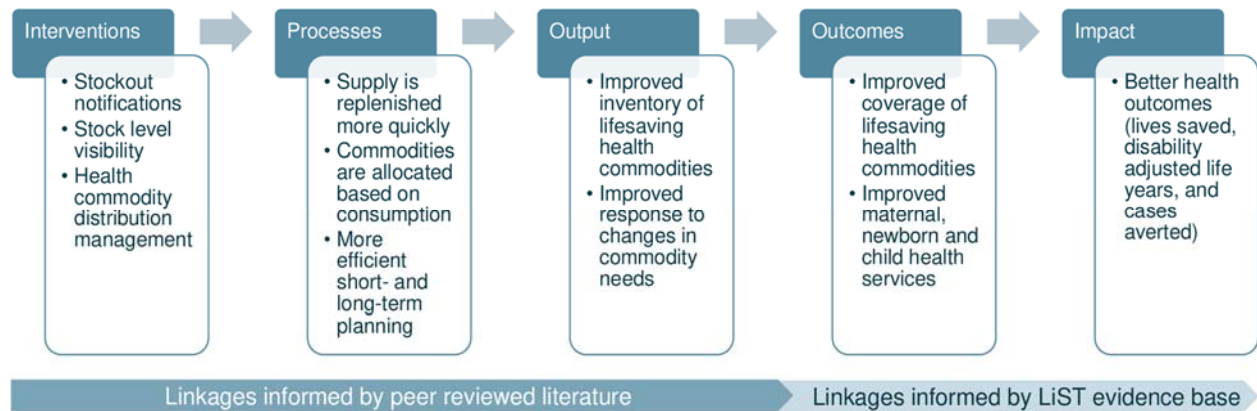 Interventions
• Stockout
notifications
• Stock level
visibility
• Health
commodity
distribution
management
Processes
• Supply is
replenished
more quickly
• Commodities
are allocated
based on
consumption
• More
efficient
short- and
long-term
planning
Output
• Improved
inventory of
lifesaving
health
commodities
• Improved
response to
changes in
commodity
needs
Outcomes
• Improved
coverage of
lifesaving
health
commodities
• Improved
maternal,
newborn and
child health
services
Impact
• Better health
outcomes
(lives saved,
disability
adjusted life
years, and
cases
averted)
Linkages informed by peer reviewed literature
Linkages informed by LiST evidence base